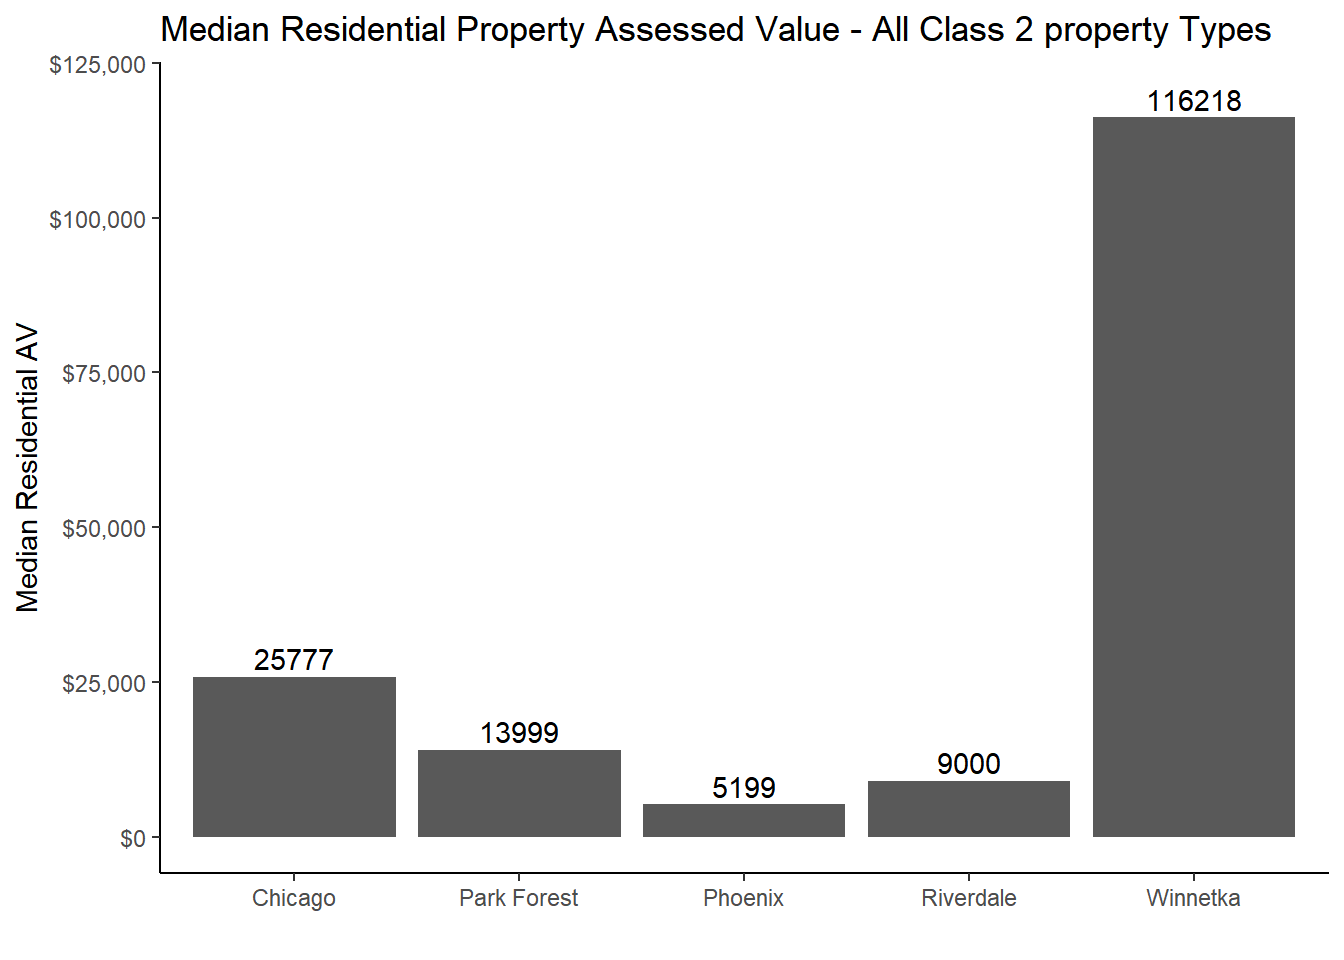 Median Residential Property Assessed Value - All Class 2 property Types
Median Residential AV
$125,000
$100,000
$75,000
$50,000
$25,000
$0
25777
13999
5199
9000
116218
Chicago
Park Forest
Phoenix
Riverdale
Winnetka